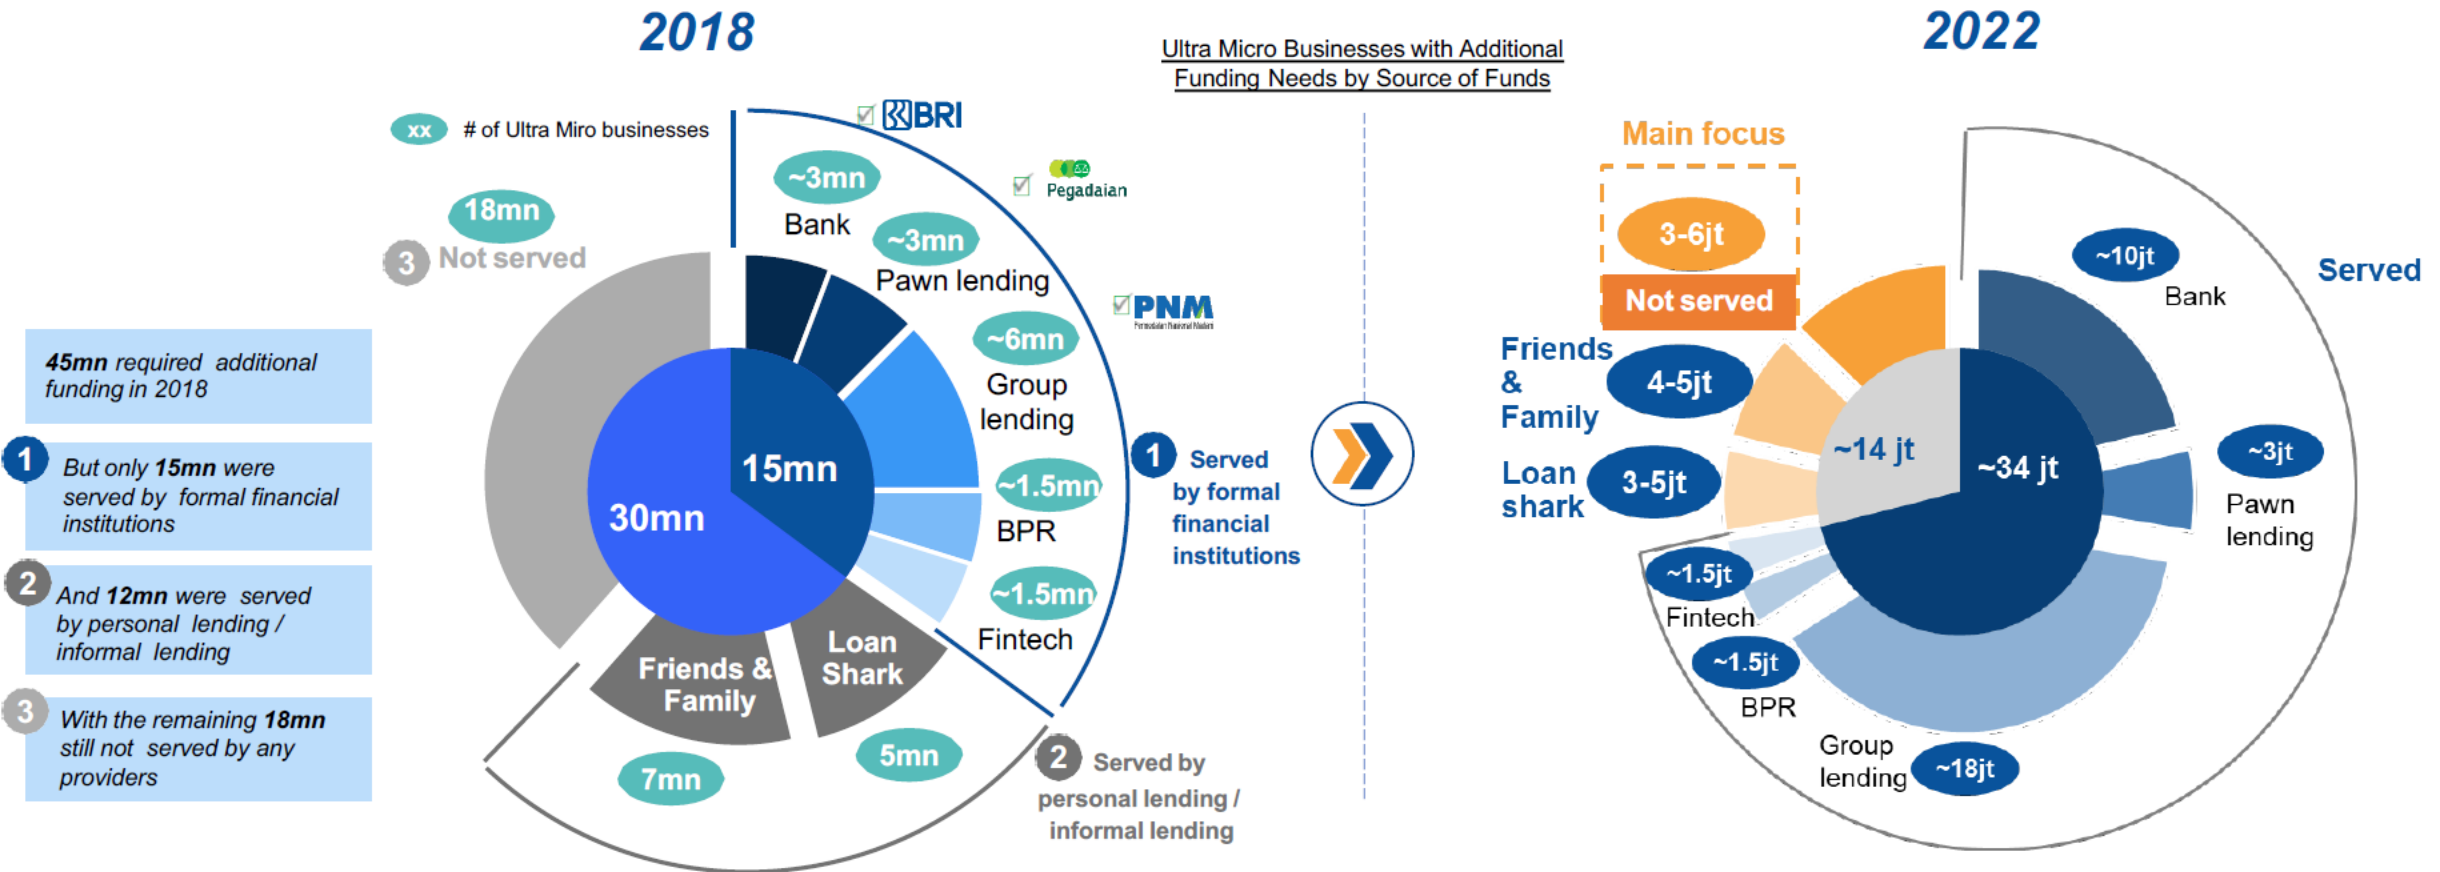 2018
Ultra Micro Businesses with Additional
Funding Needs by Source of Funds
2022
xx # of Ultra Miro businesses
BRI
Pegadaian
PNM
Permodalan Nasional Madani
18mn
3 Not served
~3mn
Bank
~3mn
Pawn lending
~6mn
Group
lending
~1.5mn
BPR
~1.5mn
Fintech
1 Served
by formal
financial
institutions
15mn
30mn
Loan
Shark
Friends &
Family
5mn
7mn
2 Served by
personal lending /
informal lending
45mn required additional
funding in 2018
1
But only 15mn were
served by formal financial
institutions
2
And 12mn were served
by personal lending /
informal lending
3
With the remaining 18mn
still not served by any
providers
Main focus
3-6jt
Not served
Friends
&
Family
4-5jt
Loan
shark
3-5jt
~14 jt
~34 jt
Served
~10jt
Bank
~3jt
Pawn
lending
~1.5jt
Fintech
~1.5jt
BPR
Group
lending
~18jt